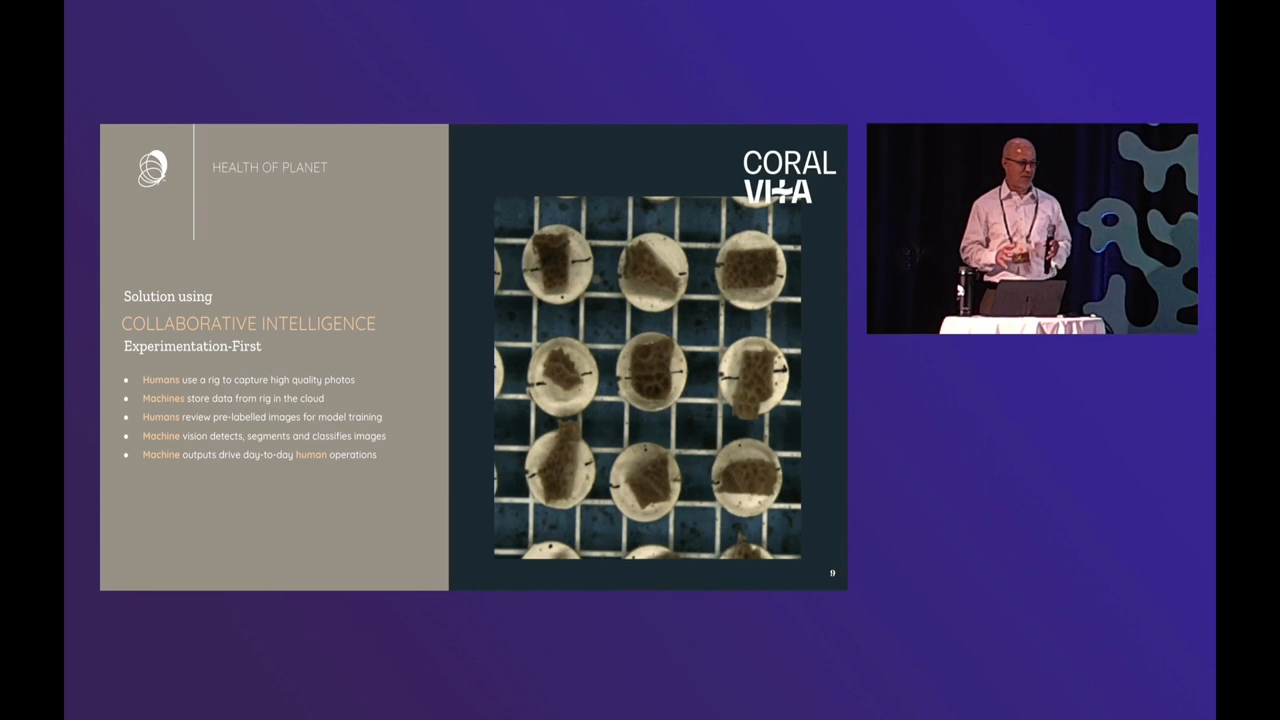 HEALTH OF PLANET
Solution using
COLLABORATIVE INTELLIGENCE
Experimentation-First
• Humans use a rig to capture high quality photos
• Machines store data from rig in the cloud
• Humans review pre-labelled images for model training
• Machine vision detects, segments and classifies images
• Machine outputs drive day-to-day human operations
CORAL
VITA
9